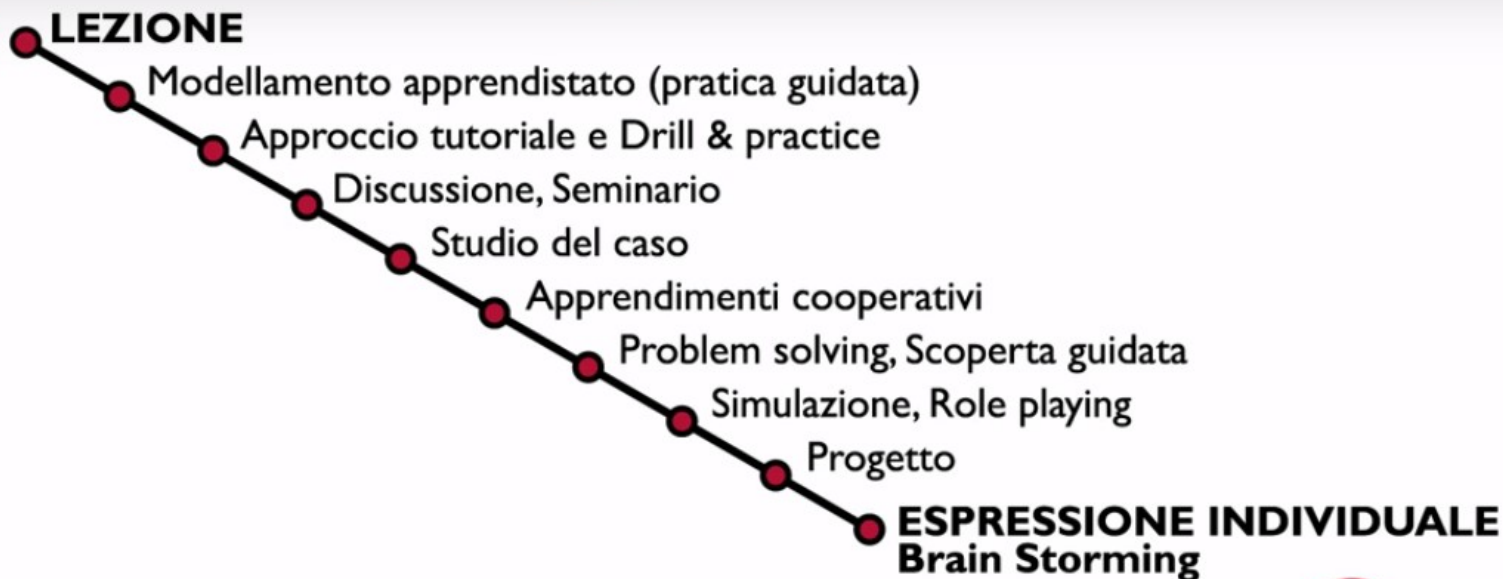 LEZIONE
Modellamento apprendistato (pratica guidata)
Approccio tutoriale e Drill & practice
Discussione, Seminario
Studio del caso
Apprendimenti cooperativi
Problem solving, Scoperta guidata
Simulazione, Role playing
Progetto
ESPRESSIONE INDIVIDUALE
Brain Storming